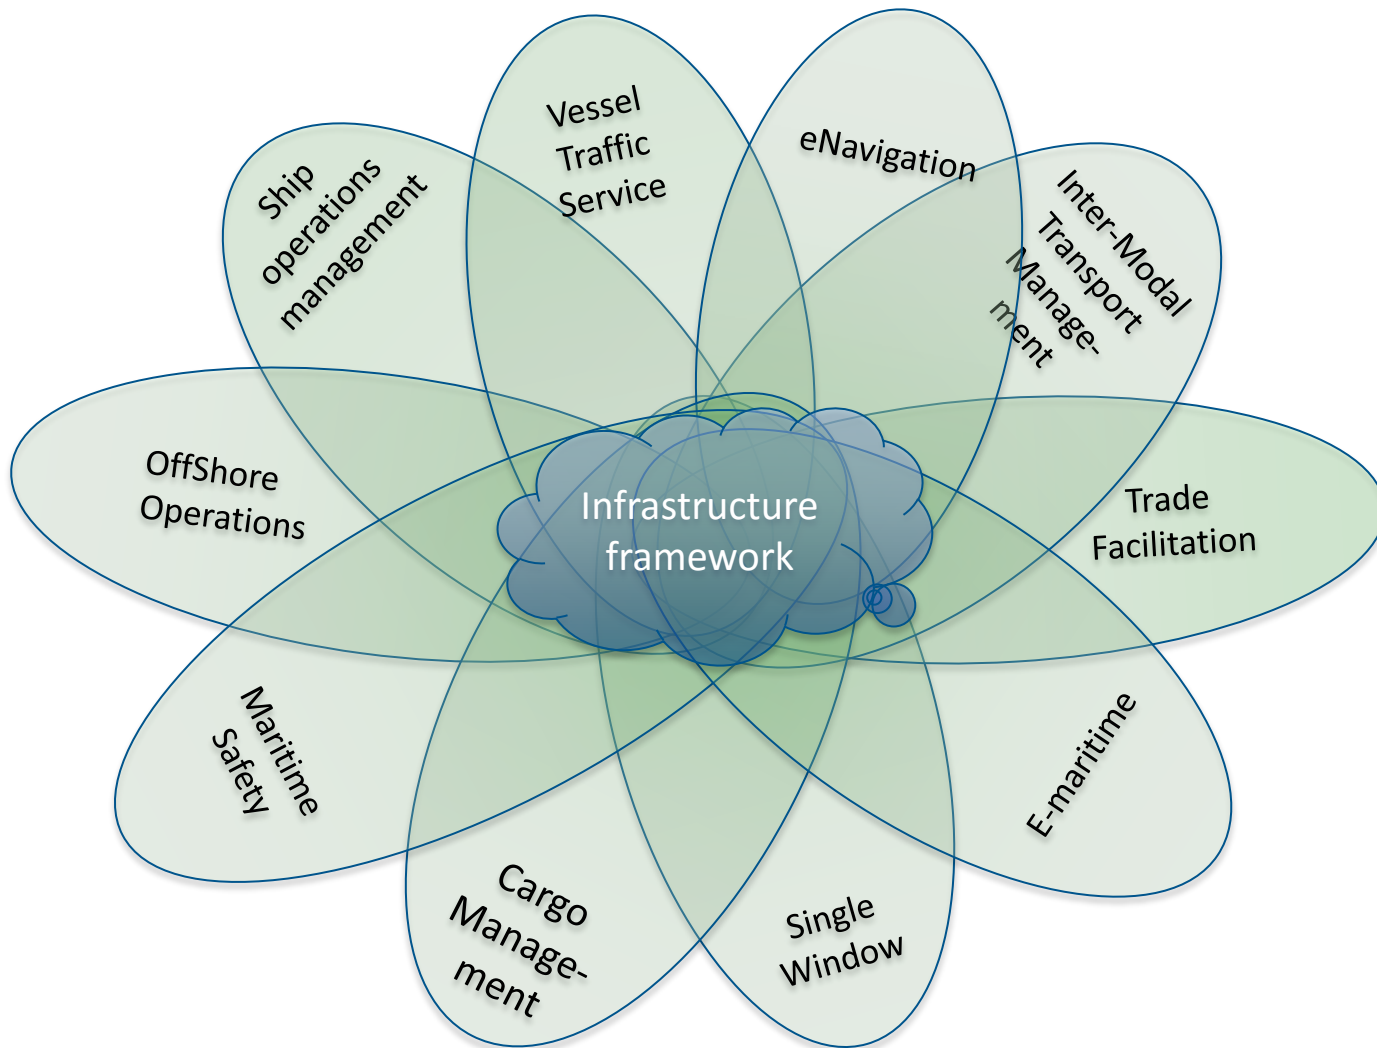 Vessel
Traffic
Service
eNavigation
Ship
operations
management
Inter-Modal
Transport
Manage-
ment
OffShore
Operations
Infrastructure
framework
Trade
Facilitation
Maritime
Safety
E-maritime
Cargo
Manage-
ment
Single
Window